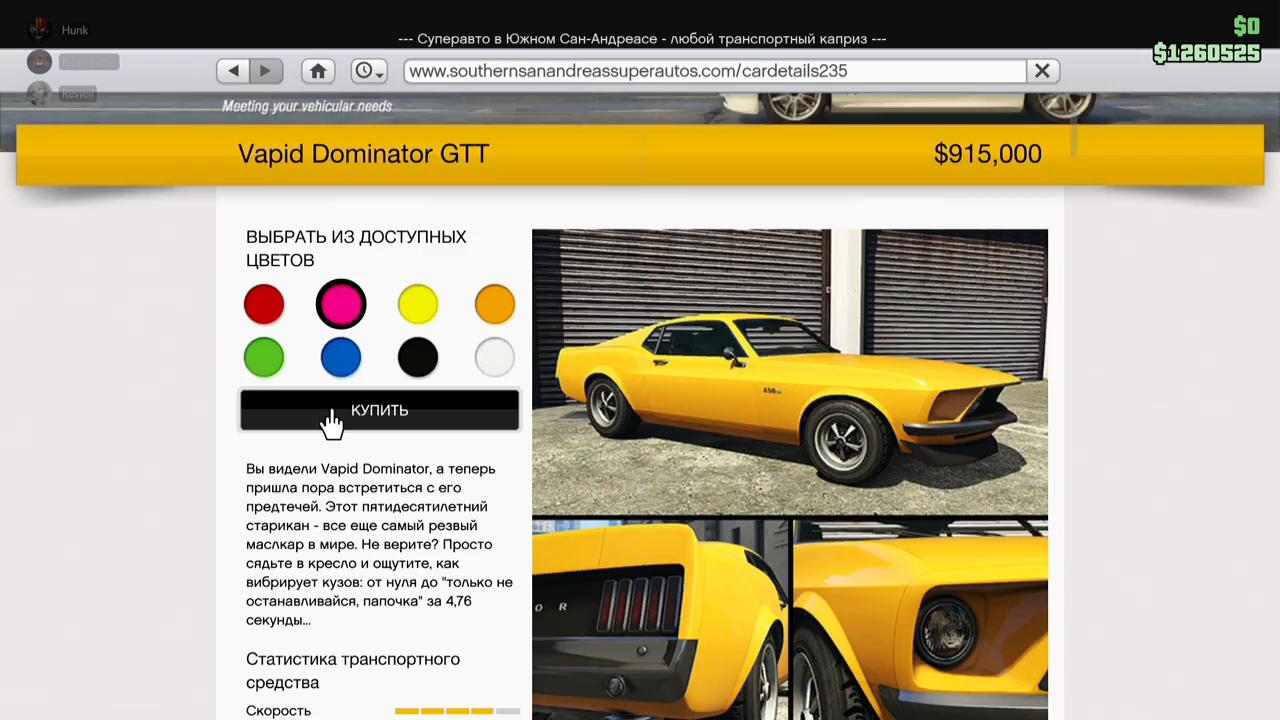 Hunk
--- Суперавто в Южном Сан-Андреасе - любой транспортный каприз ---
$0
$1260525
www.southernsanandreassuperautos.com/cardetails235
Meeting your vehicular needs
Vapid Dominator GTT
$915,000
ВЫБРАТЬ ИЗ ДОСТУПНЫХ
ЦВЕТОВ
КУПИТЬ
Вы видели Vapid Dominator, а теперь
пришла пора встретиться с его
предтечей. Этот пятидесятилетний
старикан - все еще самый резвый
маслкар в мире. Не верите? Просто
сядьте в кресло и ощутите, как
вибрирует кузов: от нуля до "только не
останавливайся, папочка" за 4,76
секунды...
Статистика транспортного
средства
Скорость
O R